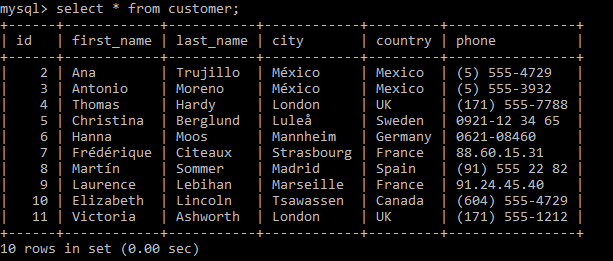 mysql> select * from customer;
+----+------------+-----------+------------+---------+----------------+
| id | first_name | last_name | city       | country | phone          |
+----+------------+-----------+------------+---------+----------------+
|  2 | Ana        | Trujillo  | México     | Mexico  | (5) 555-4729   |
|  3 | Antonio    | Moreno    | México     | Mexico  | (5) 555-3932   |
|  4 | Thomas     | Hardy     | London     | UK      | (171) 555-7788 |
|  5 | Christina  | Berglund  | Luleå      | Sweden  | 0921-12 34 65  |
|  6 | Hanna      | Moos      | Mannheim   | Germany | 0621-08460     |
|  7 | Frédérique | Citeaux   | Strasbourg | France  | 88.60.15.31    |
|  8 | Martín     | Sommer    | Madrid     | Spain   | (91) 555 22 82 |
|  9 | Laurence   | Lebihan   | Marseille  | France  | 91.24.45.40    |
| 10 | Elizabeth  | Lincoln   | Tsawassen  | Canada  | (604) 555-4729 |
| 11 | Victoria   | Ashworth  | London     | UK      | (171) 555-1212 |
+----+------------+-----------+------------+---------+----------------+
10 rows in set (0.00 sec)